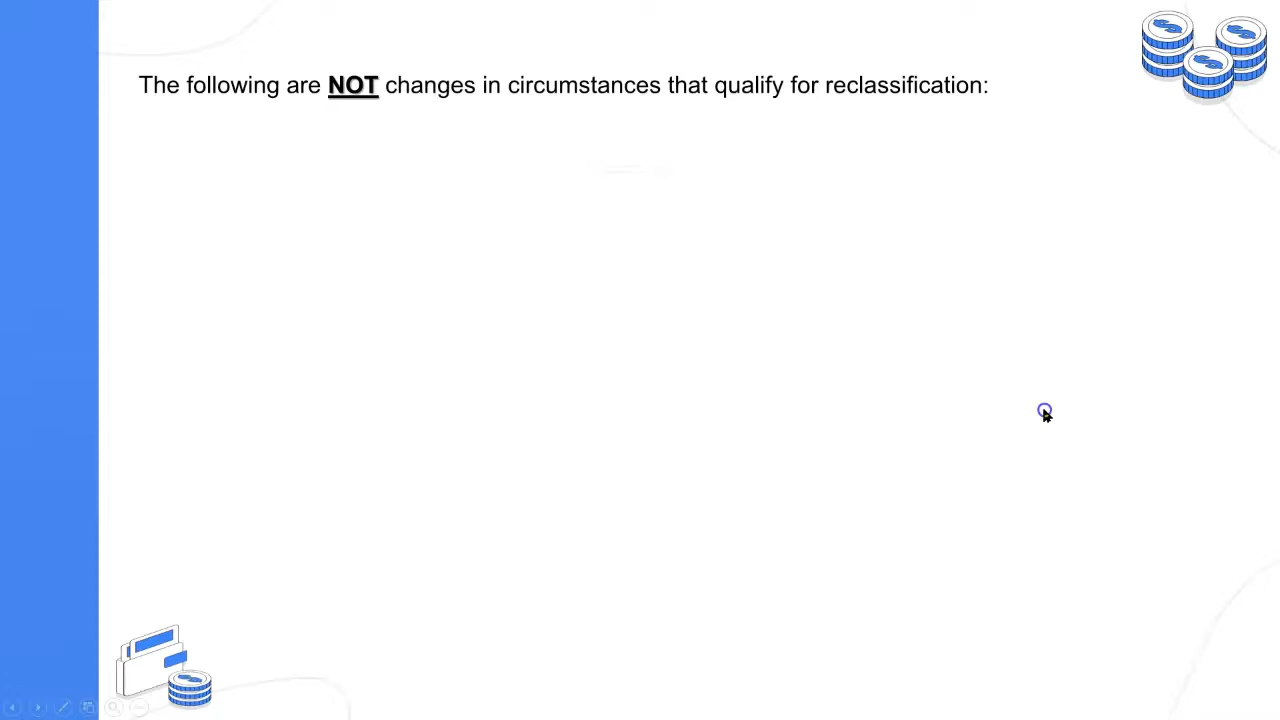 The following are NOT changes in circumstances that qualify for reclassification: